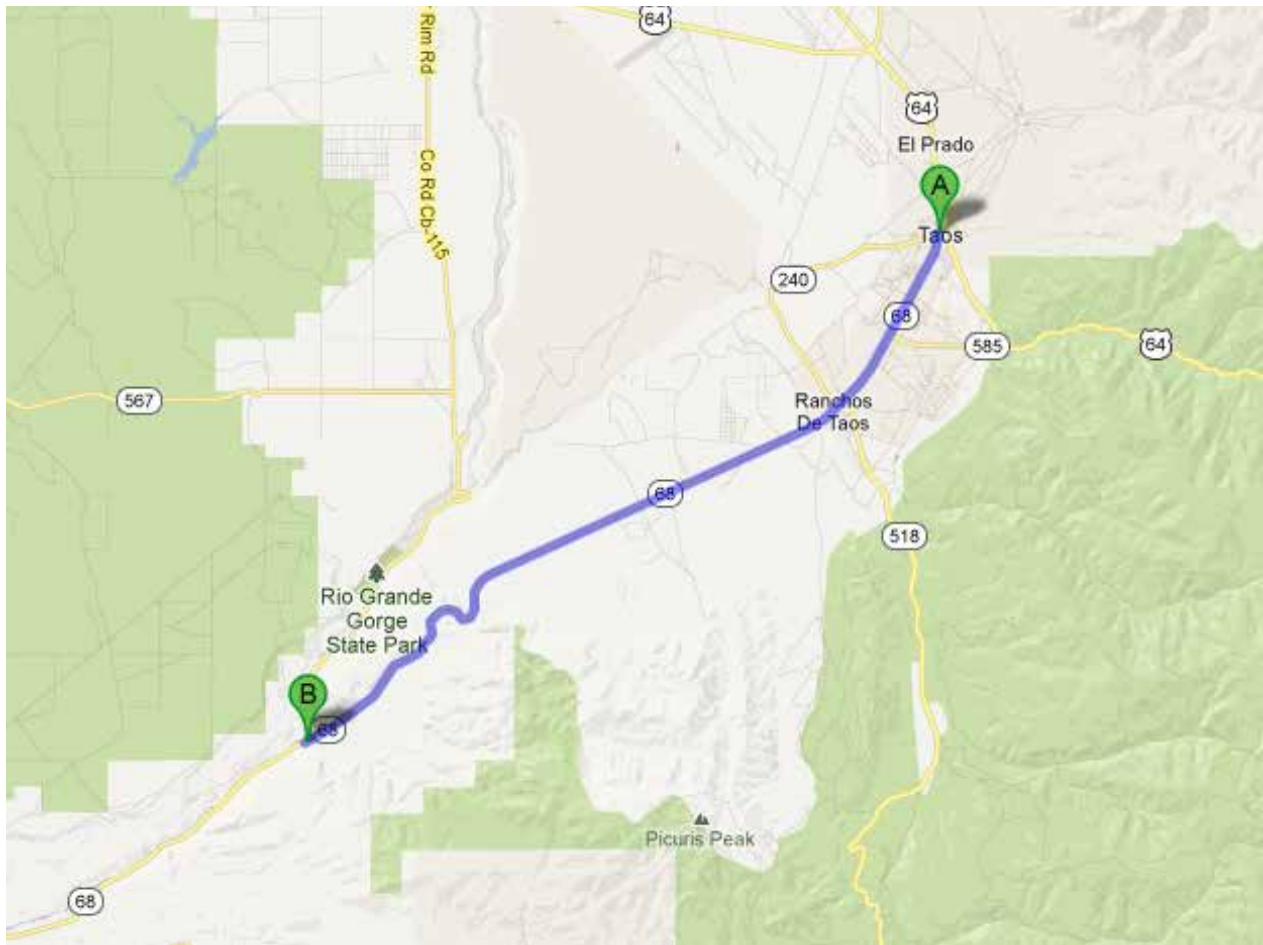 64
Rim Rd
64
El Prado
A
Co Rd Cb-115
Taos
240
68
585
64
567
Ranchos
De Taos
68
518
Rio Grande
Gorge
State Park
B
68
Picuris Peak
68